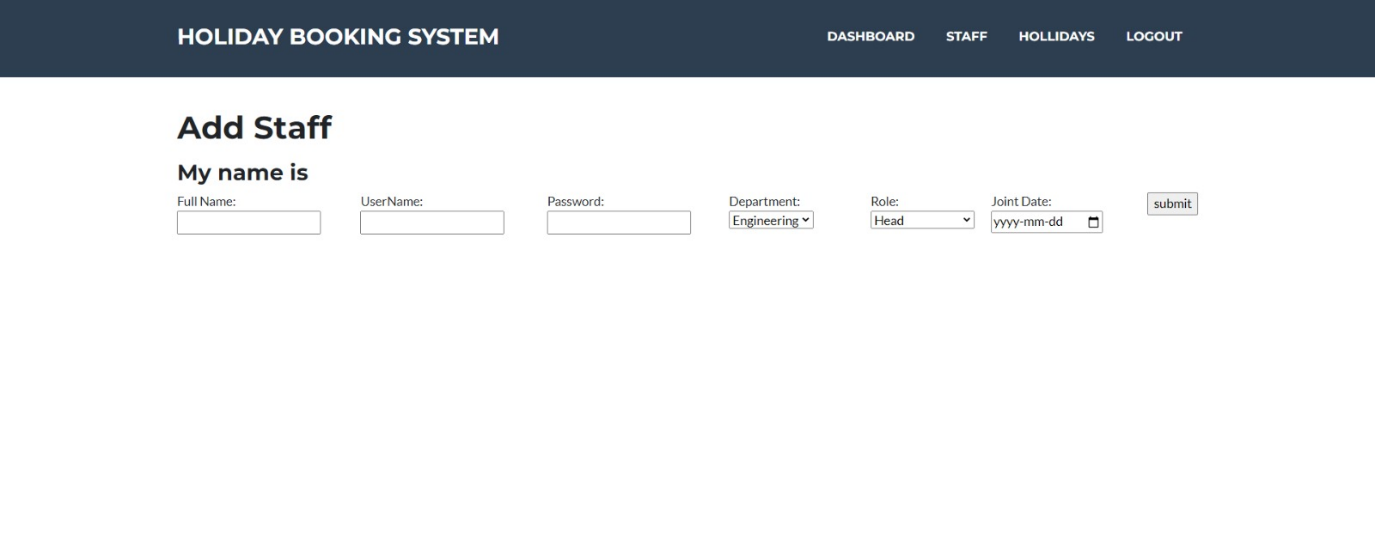 HOLIDAY BOOKING SYSTEM DASHBOARD STAFF HOLLIDAYS LOGOUT
Add Staff
My name is
Full Name: UserName: Password: Department: Role: Joint Date: submit
Engineering Head yyyy-mm-dd